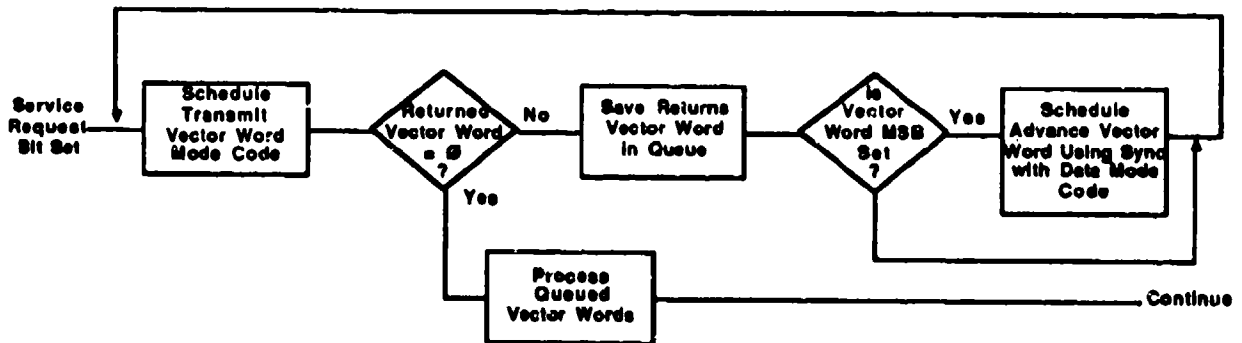 Service
Request
Bit Set
Schedule
Transmit
Vector Word
Mode Code
Returned
Vector Word
= Ø
?
No
Yes
Save Returns
Vector Word
in Queue
Is
Vector
Word MSB
Set
?
Yes
Schedule
Advance Vector
Word Using Sync
with Data Mode
Code
Process
Queued
Vector Words
Continue